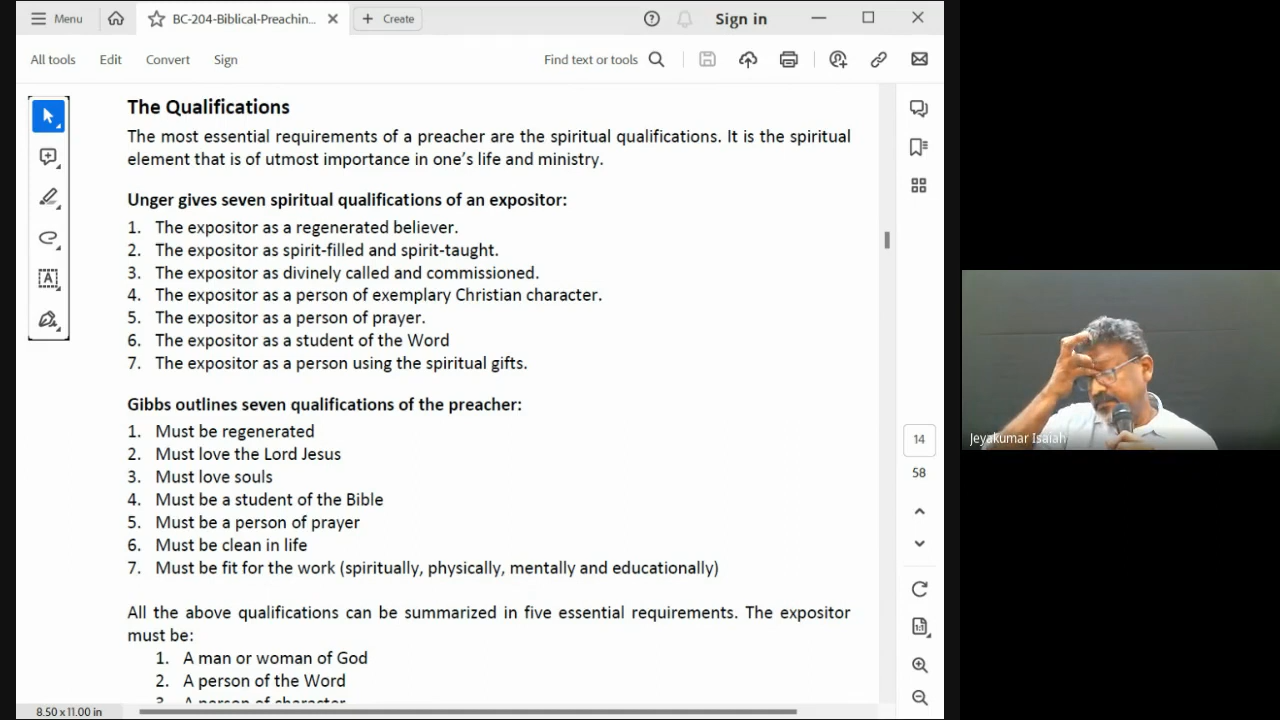 Menu
BC-204-Biblical-Preachin...
Create
Sign in
All tools
Edit
Convert
Sign
Find text or tools
The Qualifications
The most essential requirements of a preacher are the spiritual qualifications. It is the spiritual
element that is of utmost importance in one's life and ministry.
Unger gives seven spiritual qualifications of an expositor:
1. The expositor as a regenerated believer.
2. The expositor as spirit-filled and spirit-taught.
3. The expositor as divinely called and commissioned.
4. The expositor as a person of exemplary Christian character.
5. The expositor as a person of prayer.
6. The expositor as a student of the Word
7. The expositor as a person using the spiritual gifts.
Gibbs outlines seven qualifications of the preacher:
1. Must be regenerated
2. Must love the Lord Jesus
3. Must love souls
4. Must be a student of the Bible
5. Must be a person of prayer
6. Must be clean in life
7. Must be fit for the work (spiritually, physically, mentally and educationally)
All the above qualifications can be summarized in five essential requirements. The expositor
must be:
1. A man or woman of God
2. A person of the Word
3. A person of character
14
58
8.50 x 11.00 in
Jeyakumar Isaiah